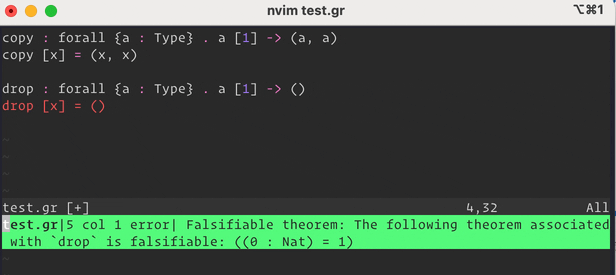 nvim test.gr
⌥⌘1
copy : forall {a : Type} . a [1] -> (a, a)
copy [x] = (x, x)
drop : forall {a : Type} . a [1] -> ()
drop [x] = ()
~
~
~
~
test.gr [+] 4,32 All
test.gr|5 col 1 error| Falsifiable theorem: The following theorem associated
with `drop` is falsifiable: ((0 : Nat) = 1)
~